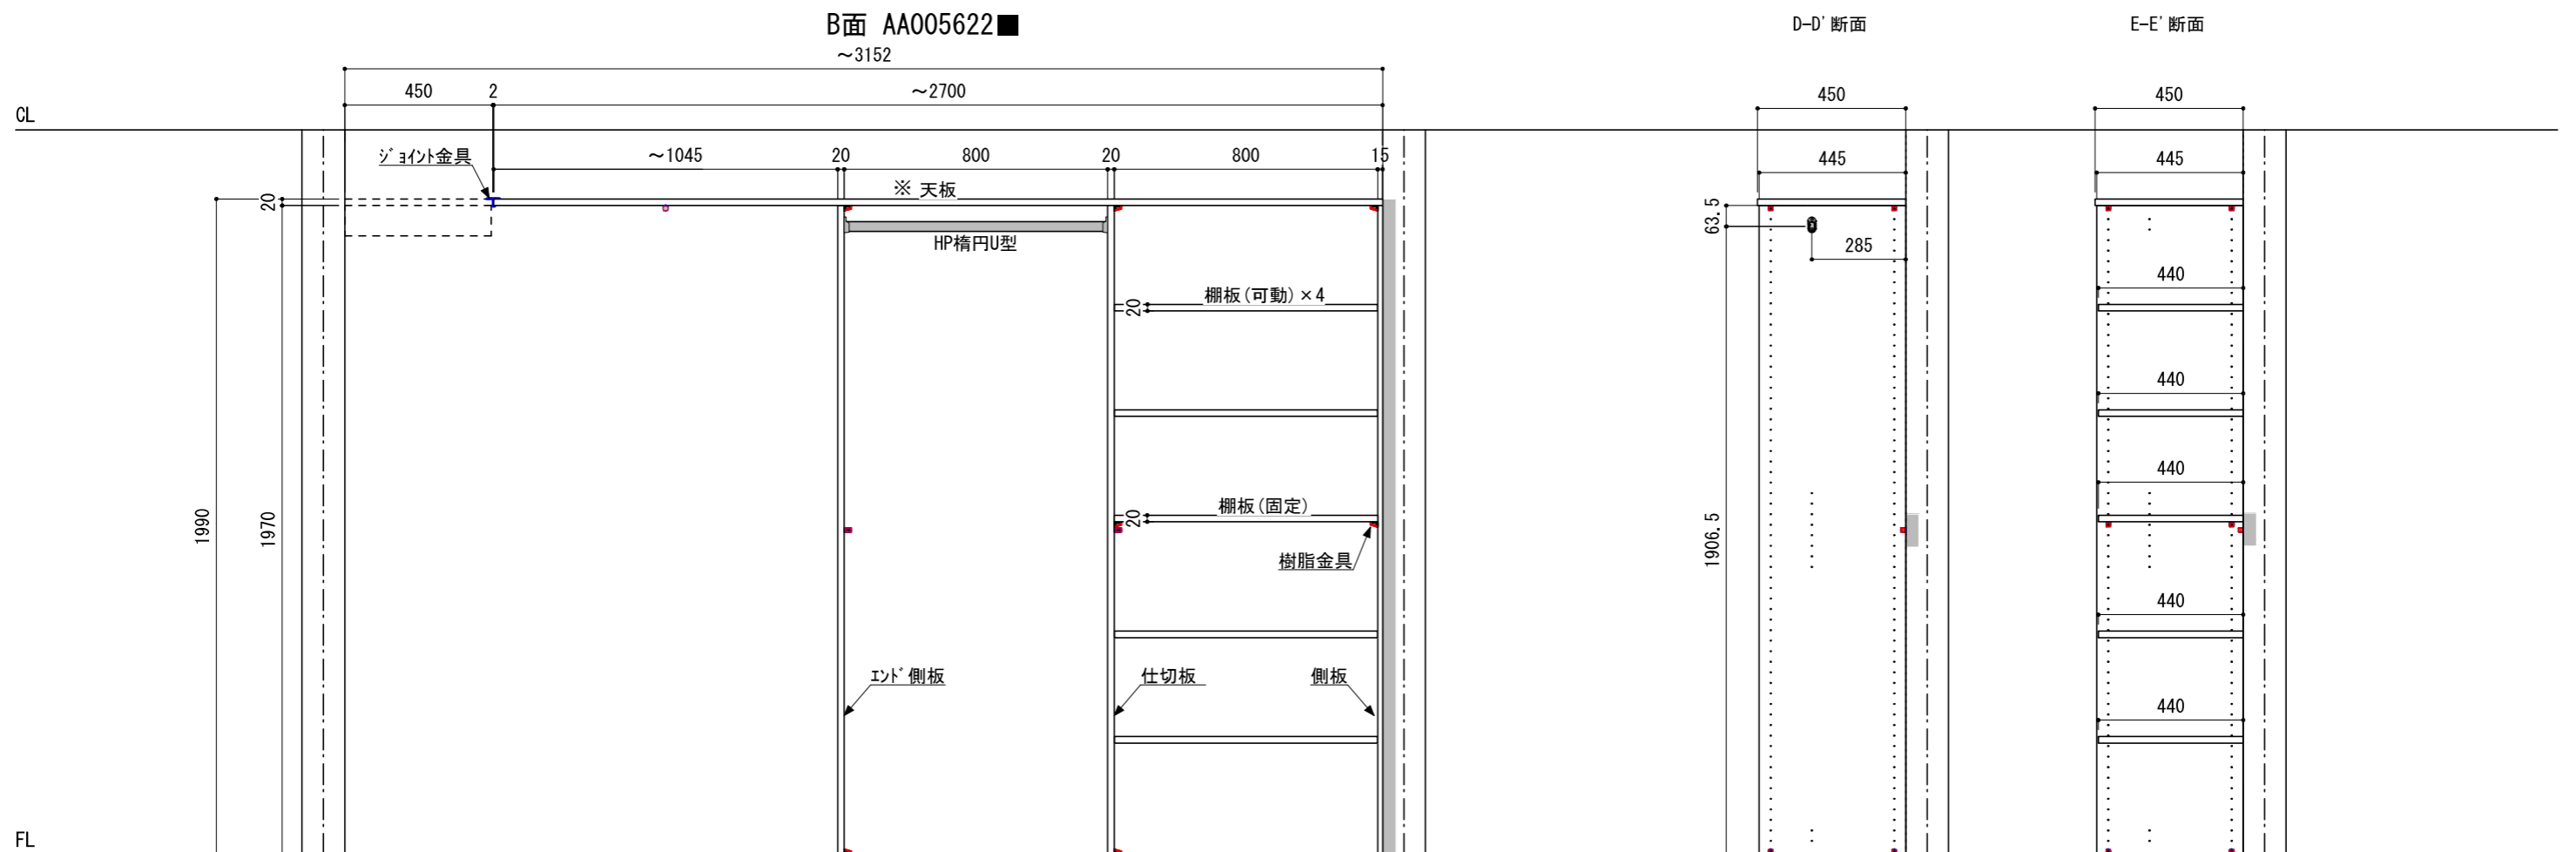 B面 AA005622■
D-D'断面
E-E'断面
～3152
450 2 ～2700
450
450
CL
ｼﾞｮｲﾝﾄ金具
～1045 20 800 20 800 15
445
445
※ 天板
20
63.5
HP楕円U型
285
440
棚板(可動)×4
20
440
440
棚板(固定)
20
1990
1970
1906.5
樹脂金具
440
ｴﾝﾄﾞ側板
仕切板
側板
440
FL